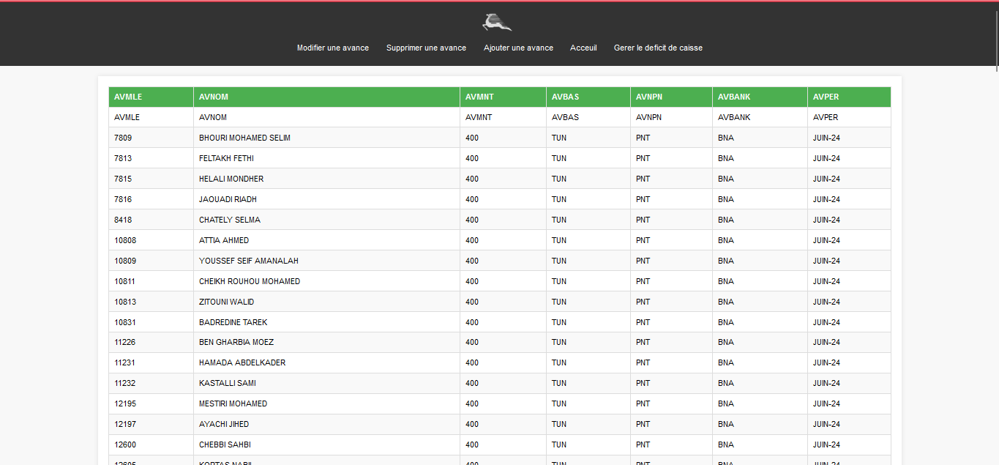 Modifier une avance Supprimer une avance Ajouter une avance Acceuil Gerer le deficit de caisse
AVMLE AVNOM AVMNT AVBAS AVNPN AVBANK AVPER
AVMLE AVNOM AVMNT AVBAS AVNPN AVBANK AVPER
7809 BHOURI MOHAMED SELIM 400 TUN PNT BNA JUIN-24
7813 FELTAKH FETHI 400 TUN PNT BNA JUIN-24
7815 HELALI MONDHER 400 TUN PNT BNA JUIN-24
7816 JAOUADI RIADH 400 TUN PNT BNA JUIN-24
8418 CHATELY SELMA 400 TUN PNT BNA JUIN-24
10808 ATTIA AHMED 400 TUN PNT BNA JUIN-24
10809 YOUSSEF SEIF AMANALAH 400 TUN PNT BNA JUIN-24
10811 CHEIKH ROUHOU MOHAMED 400 TUN PNT BNA JUIN-24
10813 ZITOUNI WALID 400 TUN PNT BNA JUIN-24
10831 BADREDINE TAREK 400 TUN PNT BNA JUIN-24
11226 BEN GHARBIA MOEZ 400 TUN PNT BNA JUIN-24
11231 HAMADA ABDELKADER 400 TUN PNT BNA JUIN-24
11232 KASTALLI SAMI 400 TUN PNT BNA JUIN-24
12195 MESTIRI MOHAMED 400 TUN PNT BNA JUIN-24
12197 AYACHI JIHED 400 TUN PNT BNA JUIN-24
12600 CHEBBI SAHBI 400 TUN PNT BNA JUIN-24
400 TUN PNT BNA JUIN-24